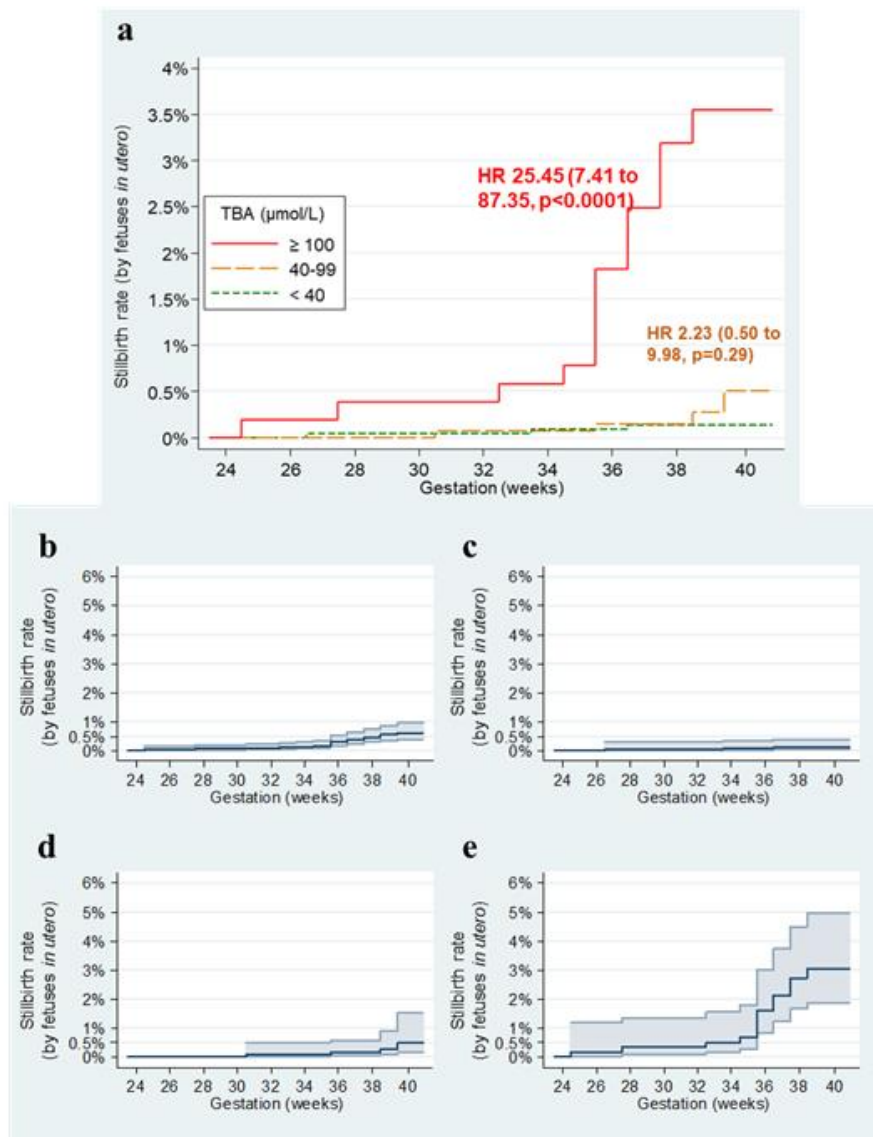 a
4%
3.5%
3%
2.5%
2%
1.5%
1%
0.5%
0%
Stillbirth rate (by fetuses in utero)
HR 25.45 (7.41 to
87.35, p<0.0001)
TBA (µmol/L)
≥ 100
40-99
< 40
HR 2.23 (0.50 to
9.98, p=0.29)
24 26 28 30 32 34 36 38 40
Gestation (weeks)
b
6%
5%
4%
3%
2%
1%
0.5%
0%
Stillbirth rate
(by fetuses in utero)
24 26 28 30 32 34 36 38 40
Gestation (weeks)
c
6%
5%
4%
3%
2%
1%
0.5%
0%
Stillbirth rate
(by fetuses in utero)
24 26 28 30 32 34 36 38 40
Gestation (weeks)
d
6%
5%
4%
3%
2%
1%
0.5%
0%
Stillbirth rate
(by fetuses in utero)
24 26 28 30 32 34 36 38 40
Gestation (weeks)
e
6%
5%
4%
3%
2%
1%
0.5%
0%
Stillbirth rate
(by fetuses in utero)
24 26 28 30 32 34 36 38 40
Gestation (weeks)